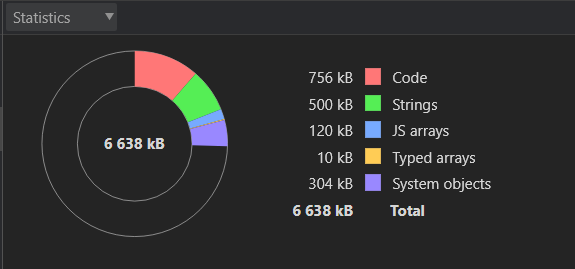 Statistics
6 638 kB
756 kB Code
500 kB Strings
120 kB JS arrays
10 kB Typed arrays
304 kB System objects
6 638 kB Total